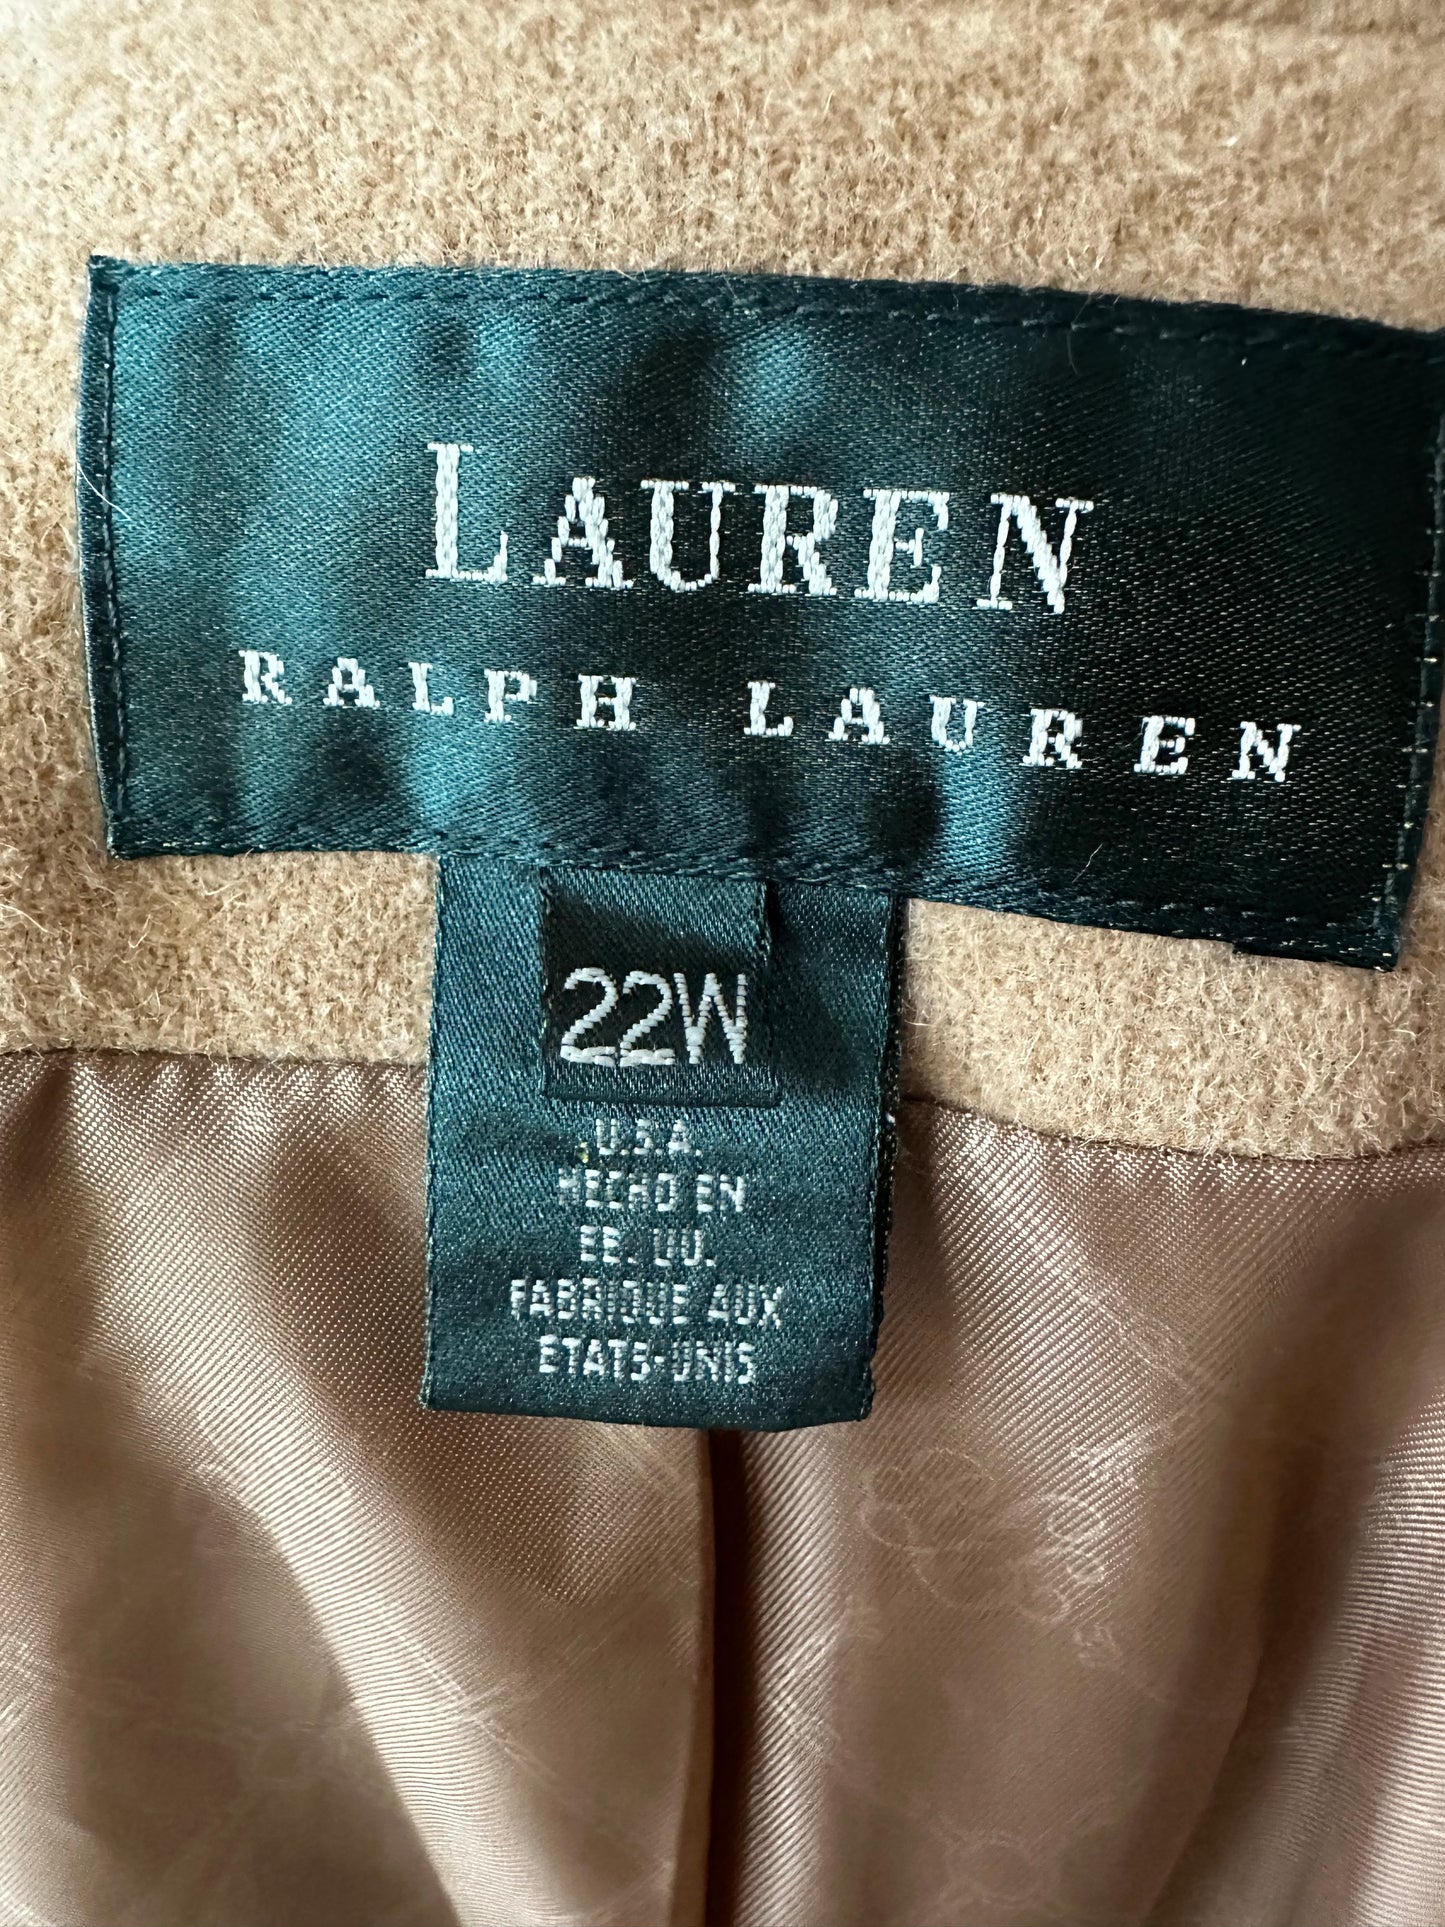 LAUREN
RALPH LAUREN
22W
U.S.A.
HECHO EN
EE. UU.
FABRIQUE AUX
ETATS-UNIS